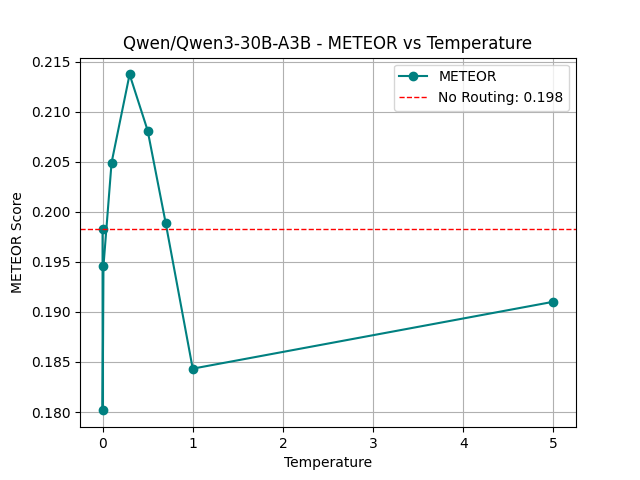 Qwen/Qwen3-30B-A3B - METEOR vs Temperature
METEOR
No Routing: 0.198
METEOR Score
0.215
0.210
0.205
0.200
0.195
0.190
0.185
0.180
0 1 2 3 4 5
Temperature